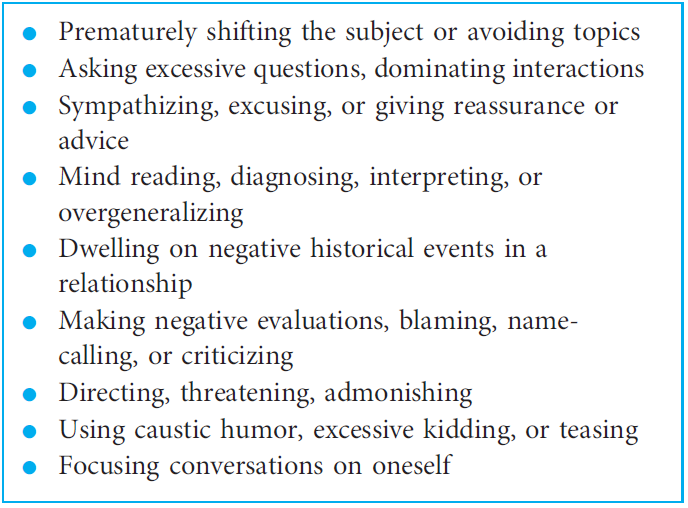 ● Prematurely shifting the subject or avoiding topics
● Asking excessive questions, dominating interactions
● Sympathizing, excusing, or giving reassurance or
advice
● Mind reading, diagnosing, interpreting, or
overgeneralizing
● Dwelling on negative historical events in a
relationship
● Making negative evaluations, blaming, name-
calling, or criticizing
● Directing, threatening, admonishing
● Using caustic humor, excessive kidding, or teasing
● Focusing conversations on oneself